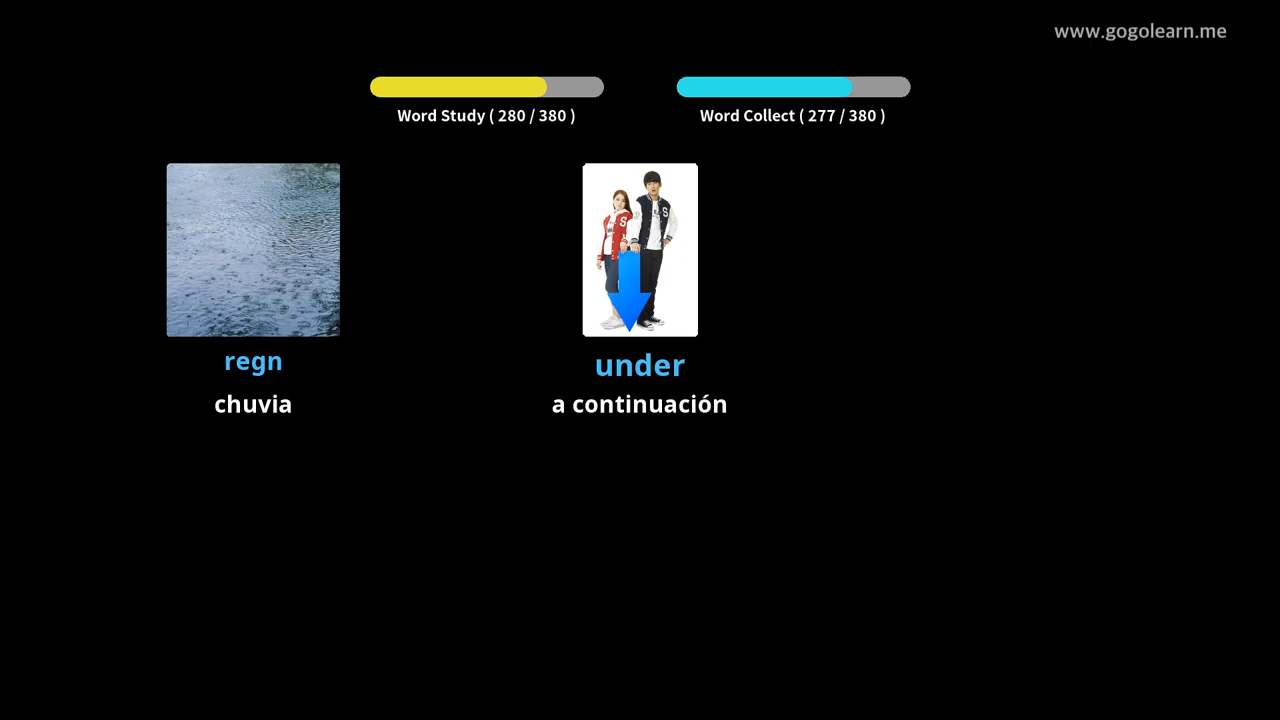 www.gogolearn.me
Word Study ( 280 / 380 )
Word Collect ( 277 / 380 )
S
S
regn
under
chuvia
a continuación